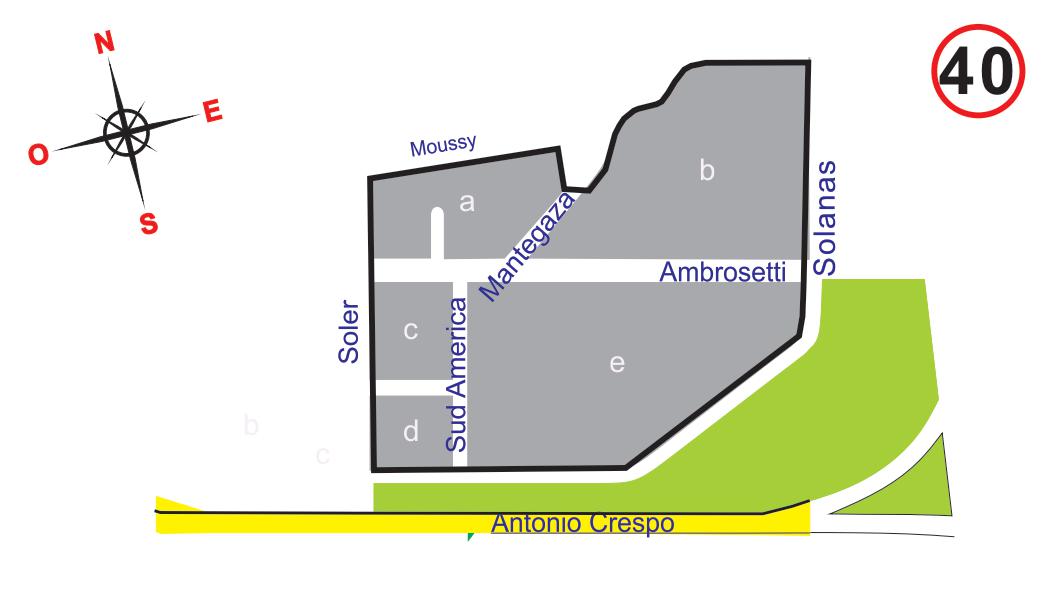 N
E
O
S
40
Moussy
a
b
Mantegaza
Ambrosetti
Solanas
Soler
c
Sud America
e
d
b
c
Antonio Crespo